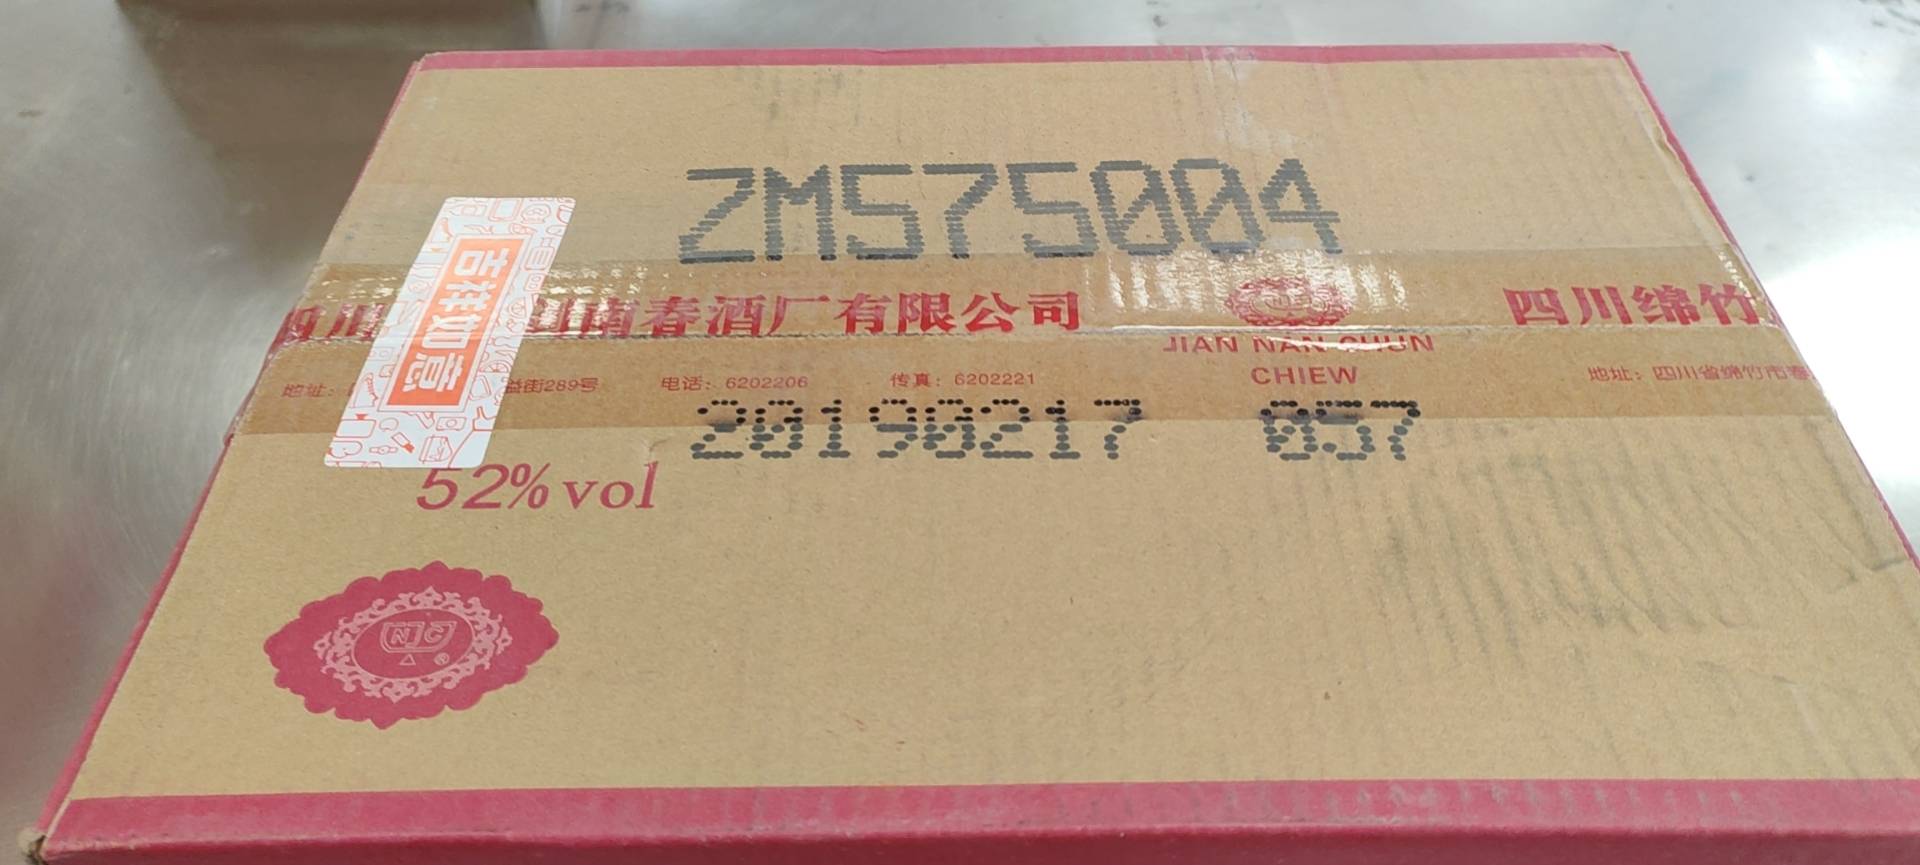 ZM575004
吉祥如意
南春酒厂有限公司
四川绵竹
JIAN NAN CHUN
CHIEW
地址:
街289号
电话: 6202206
传真: 6202221
地址: 四川省绵竹市春
20190217 057
52% vol
NJC
®